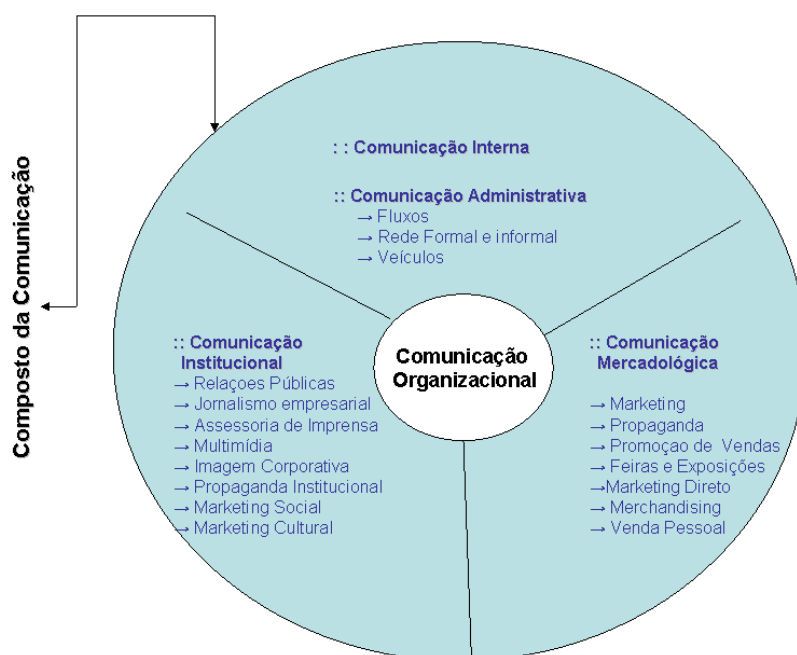 Composto da Comunicação
: : Comunicação Interna
:: Comunicação Administrativa
→ Fluxos
→ Rede Formal e informal
→ Veículos
:: Comunicação
Institucional
→ Relaçoes Públicas
→ Jornalismo empresarial
→ Assessoria de Imprensa
→ Multimídia
→ Imagem Corporativa
→ Propaganda Institucional
→ Marketing Social
→ Marketing Cultural
Comunicação
Organizacional
:: Comunicação
Mercadológica
→ Marketing
→ Propaganda
→ Promoçao de Vendas
→ Feiras e Exposições
→Marketing Direto
→ Merchandising
→ Venda Pessoal